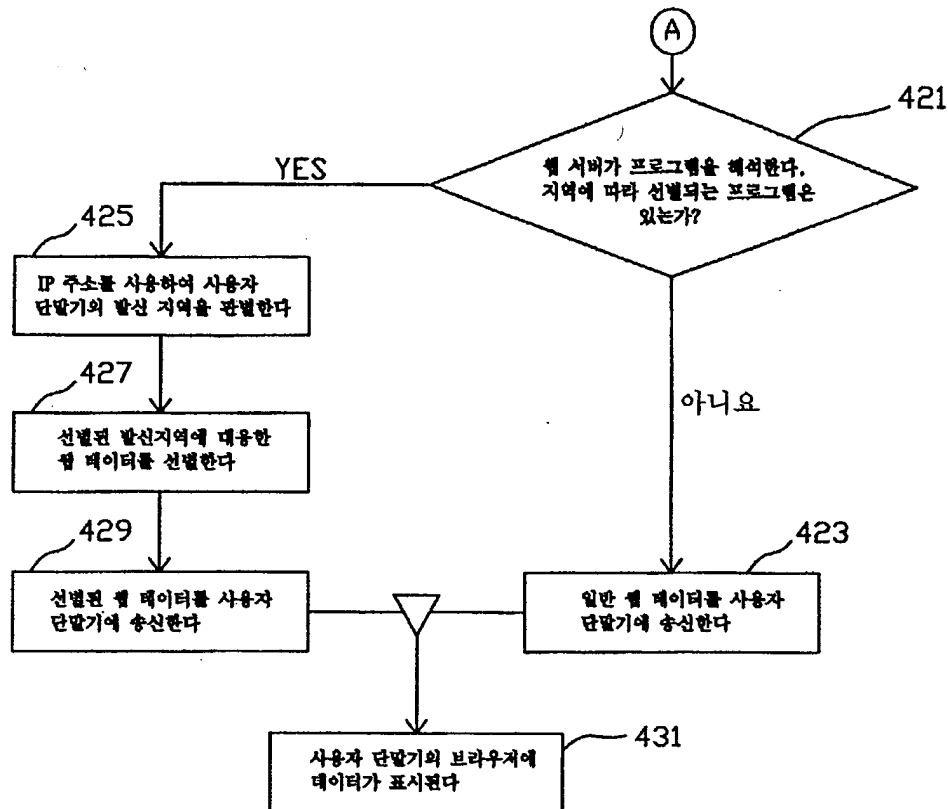 A
421
웹 서버가 프로그램을 해석한다.
지역에 따라 선별되는 프로그램은
있는가?
YES
425
IP 주소를 사용하여 사용자
단말기의 발신 지역을 판별한다
427
선별된 발신지역에 대응한
웹 데이터를 선별한다
아니요
429
선별된 웹 데이터를 사용자
단말기에 송신한다
423
일반 웹 데이터를 사용자
단말기에 송신한다
431
사용자 단말기의 브라우저에
데이터가 표시된다